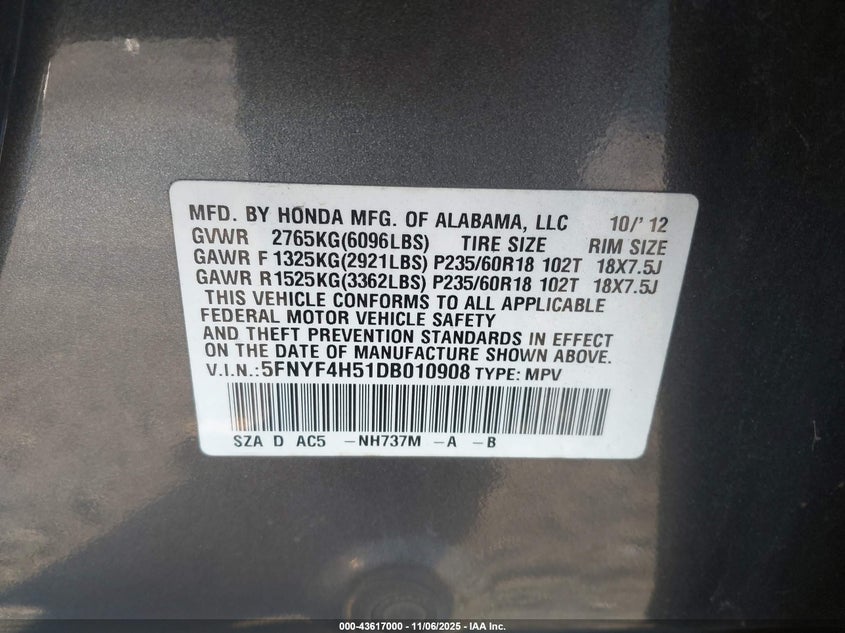 MFD. BY HONDA MFG. OF ALABAMA, LLC 10/' 12
GVWR 2765KG(6096LBS) TIRE SIZE RIM SIZE
GAWR F 1325KG(2921LBS) P235/60R18 102T 18X7.5J
GAWR R1525KG(3362LBS) P235/60R18 102T 18X7.5J
THIS VEHICLE CONFORMS TO ALL APPLICABLE
FEDERAL MOTOR VEHICLE SAFETY
AND THEFT PREVENTION STANDARDS IN EFFECT
ON THE DATE OF MANUFACTURE SHOWN ABOVE.
V.I.N.:5FNYF4H51DB010908 TYPE: MPV
SZA D AC5 -NH737M -A -B
000-43617000 - 11/06/2025 - IAA Inc.